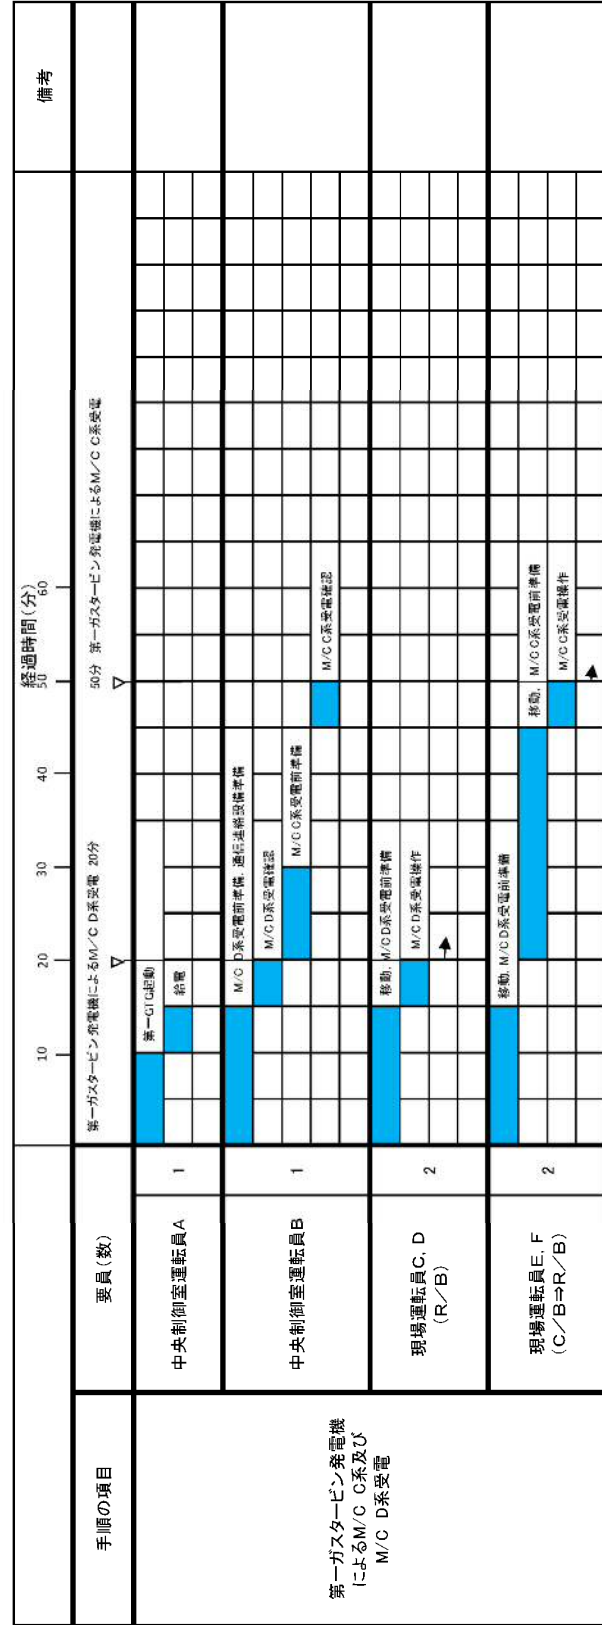 経過時間(分)
備考
10
20
30
40
50
60
手順の項目
要員(数)
第一ガスタービン発電機によるM/C D系受電 20分
50分 第一ガスタービン発電機によるM/C C系受電
第一ガスタービン発電機
によるM/C C系及び
M/C D系受電
中央制御室運転員A
1
第一GTG起動
給電
中央制御室運転員B
1
M/C D系受電前準備, 通信連絡設備準備
M/C D系受電確認
M/C C系受電前準備
M/C C系受電確認
現場運転員C, D
(R/B)
2
移動, M/C D系受電前準備
M/C D系受電操作
現場運転員E, F
(C/B⇒R/B)
2
移動, M/C D系受電前準備
移動, M/C C系受電前準備
M/C C系受電操作